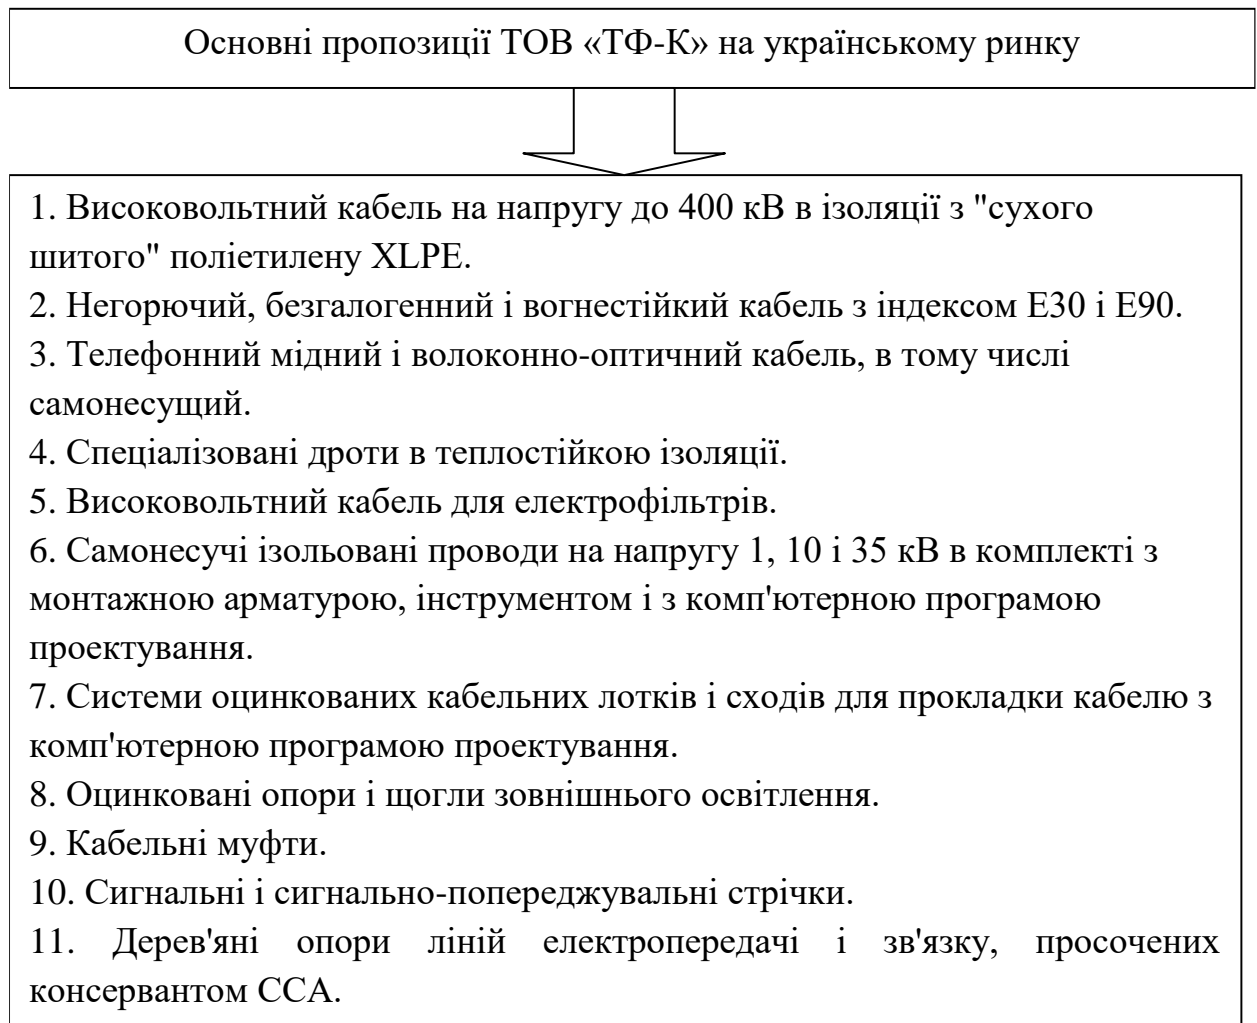 Основні пропозиції ТОВ «ТФ-К» на українському ринку
1. Високовольтний кабель на напругу до 400 кВ в ізоляції з "сухого
шитого" поліетилену XLPE.
2. Негорючий, безгалогенний і вогнестійкий кабель з індексом Е30 і Е90.
3. Телефонний мідний і волоконно-оптичний кабель, в тому числі
самонесущий.
4. Спеціалізовані дроти в теплостійкою ізоляції.
5. Високовольтний кабель для електрофільтрів.
6. Самонесучі ізольовані проводи на напругу 1, 10 і 35 кВ в комплекті з
монтажною арматурою, інструментом і з комп'ютерною програмою
проектування.
7. Системи оцинкованих кабельних лотків і сходів для прокладки кабелю з
комп'ютерною програмою проектування.
8. Оцинковані опори і щогли зовнішнього освітлення.
9. Кабельні муфти.
10. Сигнальні і сигнально-попереджувальні стрічки.
11. Дерев'яні опори ліній електропередачі і зв'язку, просочених
консервантом ССА.